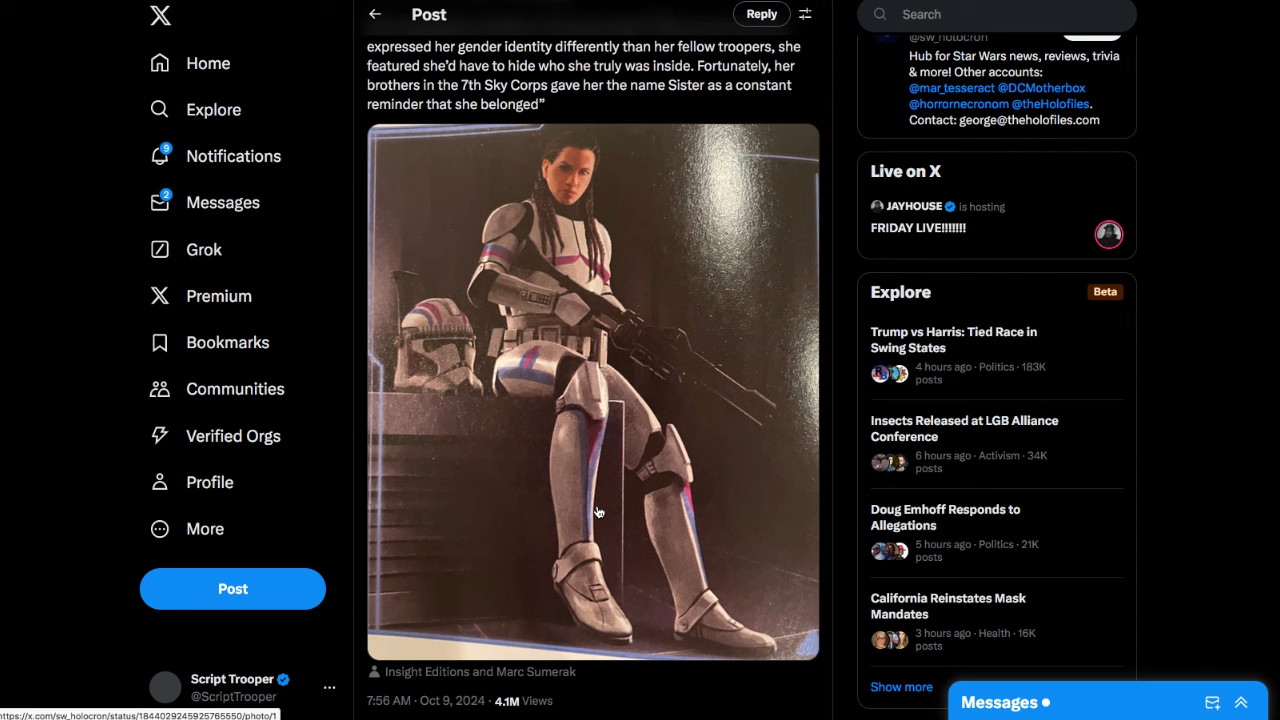 Home
Explore
9
Notifications
2
Messages
Grok
Premium
Bookmarks
Communities
Verified Orgs
Profile
More
Post
Script Trooper
@ScriptTrooper
https://x.com/sw_holocron/status/1844029245925765550/photo/1
Post
Reply
expressed her gender identity differently than her fellow troopers, she
featured she’d have to hide who she truly was inside. Fortunately, her
brothers in the 7th Sky Corps gave her the name Sister as a constant
reminder that she belonged”
Insight Editions and Marc Sumerak
7:56 AM · Oct 9, 2024 · 4.1M Views
Search
@sw_holocron
Hub for Star Wars news, reviews, trivia
& more! Other accounts:
@mar_tesseract @DCMotherbox
@horrornecronom @theHolofiles.
Contact: george@theholofiles.com
Live on X
JAYHOUSE is hosting
FRIDAY LIVE!!!!!!!
Explore
Beta
Trump vs Harris: Tied Race in
Swing States
4 hours ago · Politics · 183K
posts
Insects Released at LGB Alliance
Conference
6 hours ago · Activism · 34K
posts
Doug Emhoff Responds to
Allegations
5 hours ago · Politics · 21K
posts
California Reinstates Mask
Mandates
3 hours ago · Health · 16K
posts
Show more
Messages